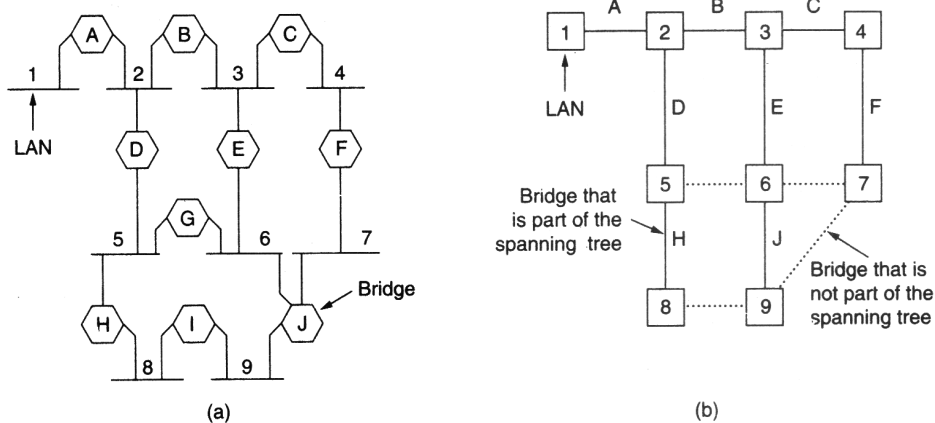 A B C
1 2 3 4
LAN
D E F
G
5 6 7
Bridge
H I J
8 9
(a)
A B C
1 2 3 4
LAN
D E F
5 6 7
Bridge that
is part of the
spanning tree
H J
Bridge that is
not part of the
spanning tree
8 9
(b)